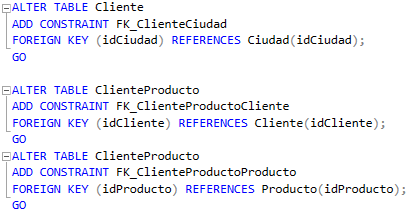 ALTER TABLE Cliente
ADD CONSTRAINT FK_ClienteCiudad
FOREIGN KEY (idCiudad) REFERENCES Ciudad(idCiudad);
GO
ALTER TABLE ClienteProducto
ADD CONSTRAINT FK_ClienteProductoCliente
FOREIGN KEY (idCliente) REFERENCES Cliente(idCliente);
GO
ALTER TABLE ClienteProducto
ADD CONSTRAINT FK_ClienteProductoProducto
FOREIGN KEY (idProducto) REFERENCES Producto(idProducto);
GO